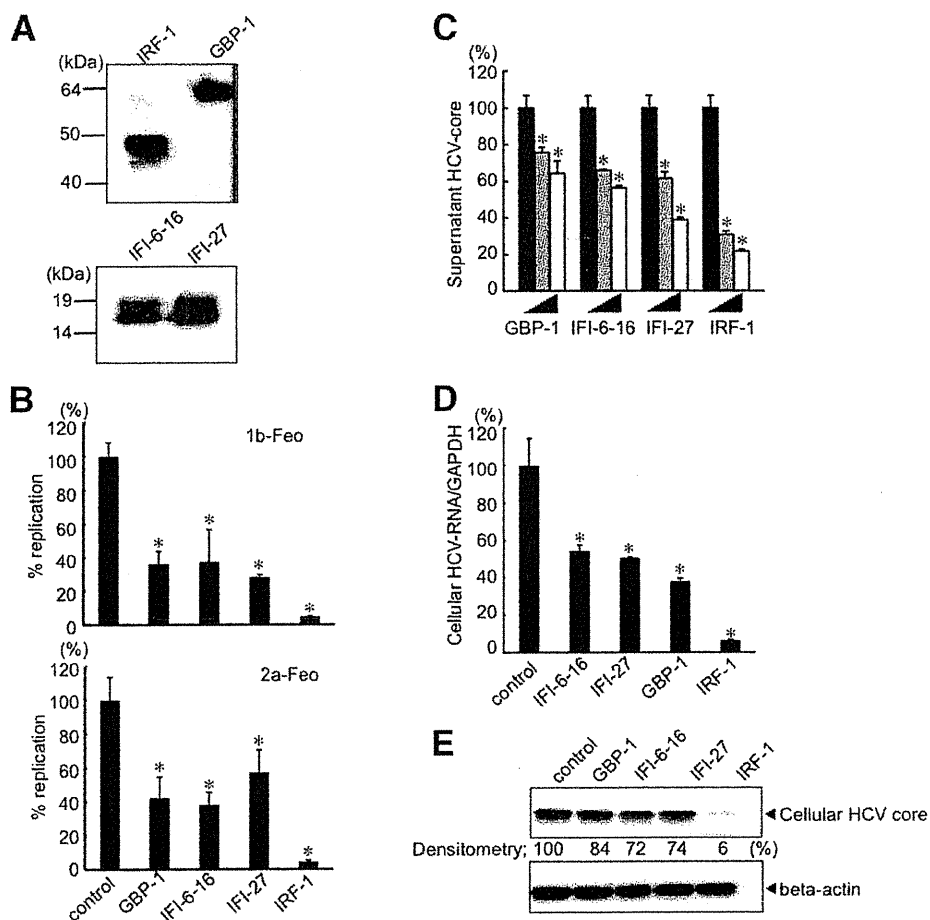 A
IRF-1
GBP-1
(kDa)
64
50
40
IFI-6-16
IFI-27
(kDa)
19
14
B
(%)
1b-Feo
120
100
80
60
40
20
0
% replication
* * * *
(%)
2a-Feo
120
100
80
60
40
20
0
% replication
* * * *
control GBP-1 IFI-6-16 IFI-27 IRF-1
C
(%)
120
100
80
60
40
20
0
Supernatant HCV-core
* * * * * * * *
GBP-1 IFI-6-16 IFI-27 IRF-1
D
(%)
120
100
80
60
40
20
0
Cellular HCV-RNA/GAPDH
* * * *
control IFI-6-16 IFI-27 GBP-1 IRF-1
E
control GBP-1 IFI-6-16 IFI-27 IRF-1
Cellular HCV core
Densitometry; 100 84 72 74 6 (%)
beta-actin